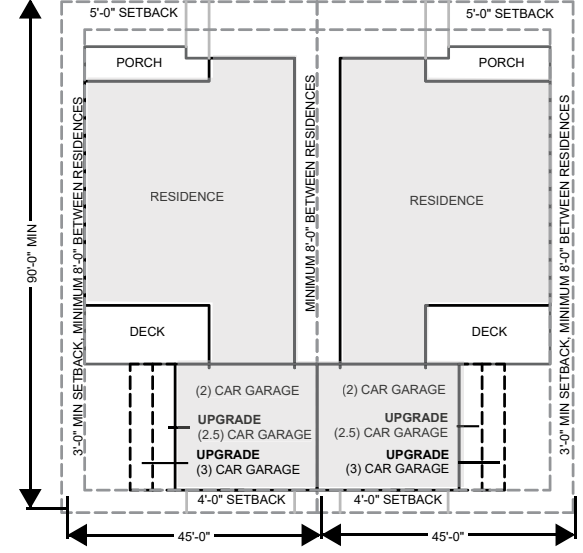 5'-0" SETBACK
5'-0" SETBACK
PORCH
PORCH
3'-0" MIN SETBACK, MINIMUM 8'-0" BETWEEN RESIDENCES
MINIMUM 8'-0" BETWEEN RESIDENCES
3'-0" MIN SETBACK, MINIMUM 8'-0" BETWEEN RESIDENCES
RESIDENCE
RESIDENCE
90'-0" MIN
DECK
DECK
(2) CAR GARAGE
UPGRADE
(2.5) CAR GARAGE
UPGRADE
(3) CAR GARAGE
(2) CAR GARAGE
UPGRADE
(2.5) CAR GARAGE
UPGRADE
(3) CAR GARAGE
4'-0" SETBACK
4'-0" SETBACK
45'-0"
45'-0"